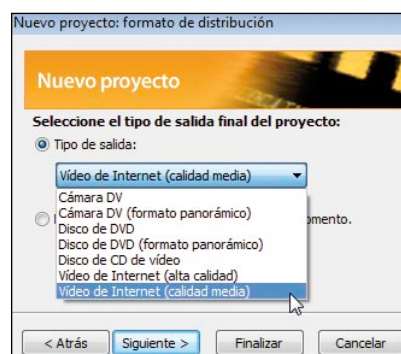 Nuevo proyecto: formato de distribución
Nuevo proyecto
Seleccione el tipo de salida final del proyecto:
Tipo de salida:
Vídeo de Internet (calidad media)
Cámara DV
Cámara DV (formato panorámico)
Disco de DVD
Disco de DVD (formato panorámico)
Disco de CD de vídeo
Vídeo de Internet (alta calidad)
Vídeo de Internet (calidad media)
< Atrás Siguiente > Finalizar Cancelar